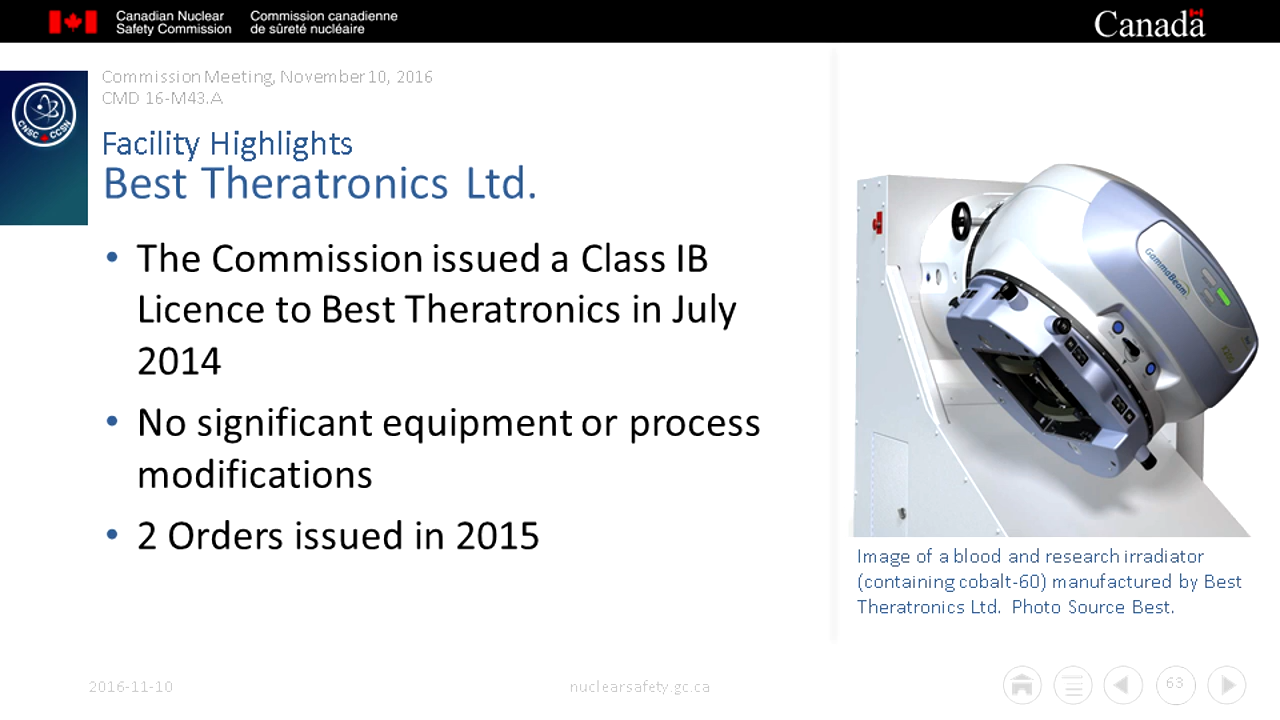 Canadian Nuclear Safety Commission
Commission canadienne de sûreté nucléaire
Canada
Commission Meeting, November 10, 2016
CMD 16-M43.A
CNSC CCSN
Facility Highlights
Best Theratronics Ltd.
• The Commission issued a Class IB
Licence to Best Theratronics in July
2014
• No significant equipment or process
modifications
• 2 Orders issued in 2015
GammaBeam
Image of a blood and research irradiator
(containing cobalt-60) manufactured by Best
Theratronics Ltd. Photo Source Best.
2016-11-10
nuclearsafety.gc.ca
63